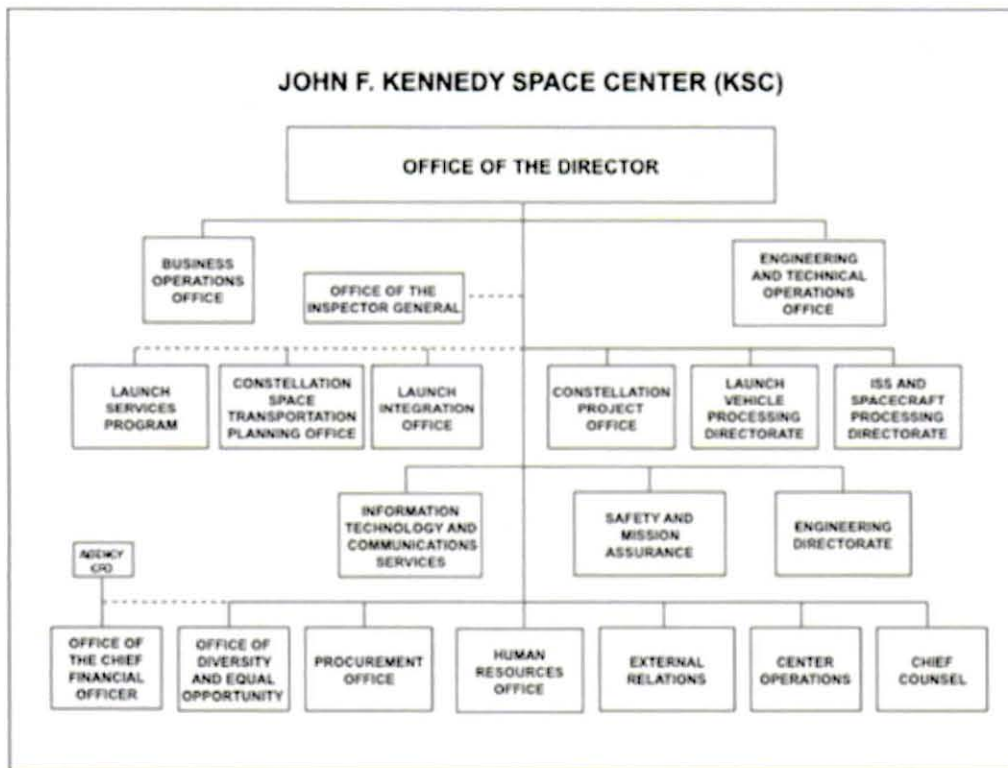 JOHN F. KENNEDY SPACE CENTER (KSC)
OFFICE OF THE DIRECTOR
BUSINESS
OPERATIONS
OFFICE
OFFICE OF THE
INSPECTOR GENERAL
ENGINEERING
AND TECHNICAL
OPERATIONS
OFFICE
LAUNCH
SERVICES
PROGRAM
CONSTELLATION
SPACE
TRANSPORTATION
PLANNING OFFICE
LAUNCH
INTEGRATION
OFFICE
CONSTELLATION
PROJECT
OFFICE
LAUNCH
VEHICLE
PROCESSING
DIRECTORATE
ISS AND
SPACECRAFT
PROCESSING
DIRECTORATE
INFORMATION
TECHNOLOGY AND
COMMUNICATIONS
SERVICES
SAFETY AND
MISSION
ASSURANCE
ENGINEERING
DIRECTORATE
AGENCY
CFO
OFFICE OF
THE CHIEF
FINANCIAL
OFFICER
OFFICE OF
DIVERSITY
AND EQUAL
OPPORTUNITY
PROCUREMENT
OFFICE
HUMAN
RESOURCES
OFFICE
EXTERNAL
RELATIONS
CENTER
OPERATIONS
CHIEF
COUNSEL